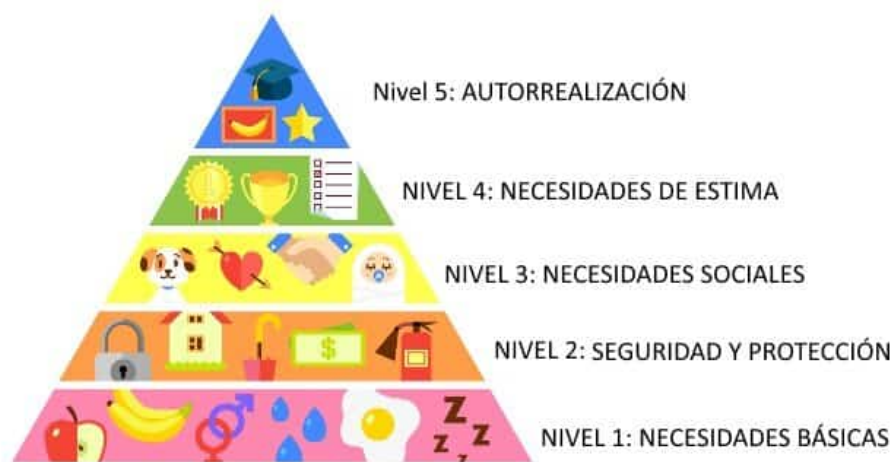 Nivel 5: AUTORREALIZACIÓN
NIVEL 4: NECESIDADES DE ESTIMA
NIVEL 3: NECESIDADES SOCIALES
NIVEL 2: SEGURIDAD Y PROTECCIÓN
$
NIVEL 1: NECESIDADES BÁSICAS
z
z z
z